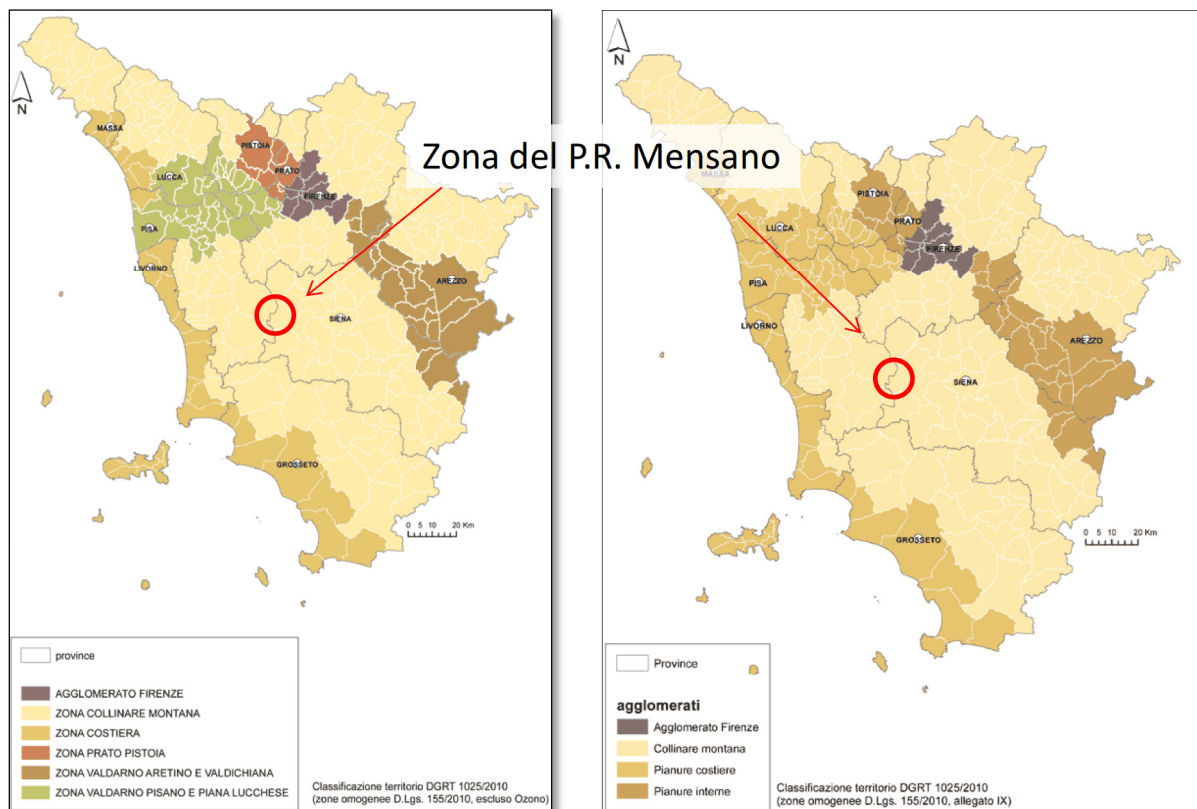 Zona del P.R. Mensano
N
MASSA
PISTOIA
LUCCA
PRATO
FIRENZE
PISA
LIVORNO
AREZZO
SIENA
GROSSETO
0 5 10 20 Km
province
AGGLOMERATO FIRENZE
ZONA COLLINARE MONTANA
ZONA COSTIERA
ZONA PRATO PISTOIA
ZONA VALDARNO ARETINO E VALDICHIANA
ZONA VALDARNO PISANO E PIANA LUCCHESE
Classificazione territorio DGRT 1025/2010
(zone omogenee D.Lgs. 155/2010, escluso Ozono)
N
MASSA
PISTOIA
LUCCA
PRATO
FIRENZE
PISA
LIVORNO
AREZZO
SIENA
GROSSETO
0 5 10 20 Km
Province
agglomerati
Agglomerato Firenze
Collinare montana
Pianure costiere
Pianure interne
Classificazione territorio DGRT 1025/2010
(zone omogenee D.Lgs. 155/2010, allegato IX)